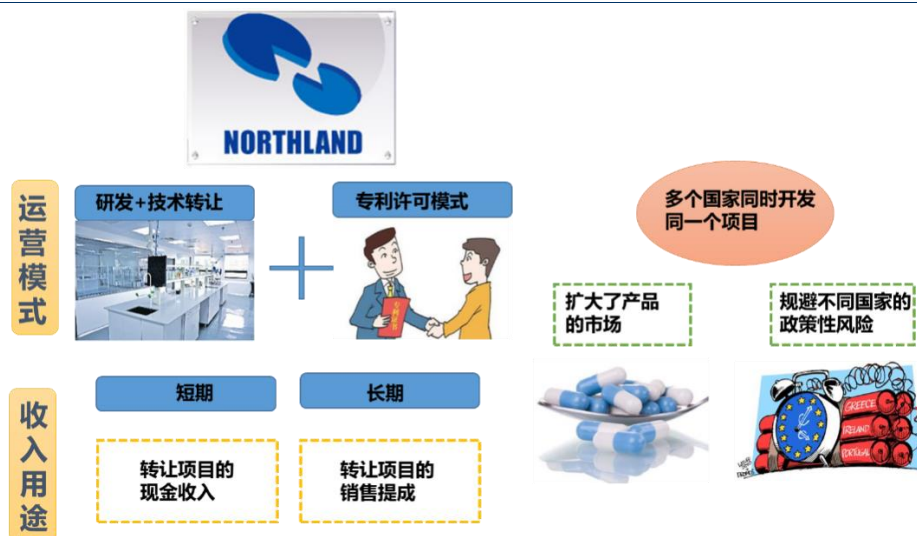 NORTHLAND
运营模式
研发+技术转让
专利许可模式
专利证书
多个国家同时开发
同一个项目
扩大了产品
的市场
规避不同国家的
政策性风险
GREECE
IRELAND
PORTUGAL
收入用途
短期
长期
转让项目的
现金收入
转让项目的
销售提成